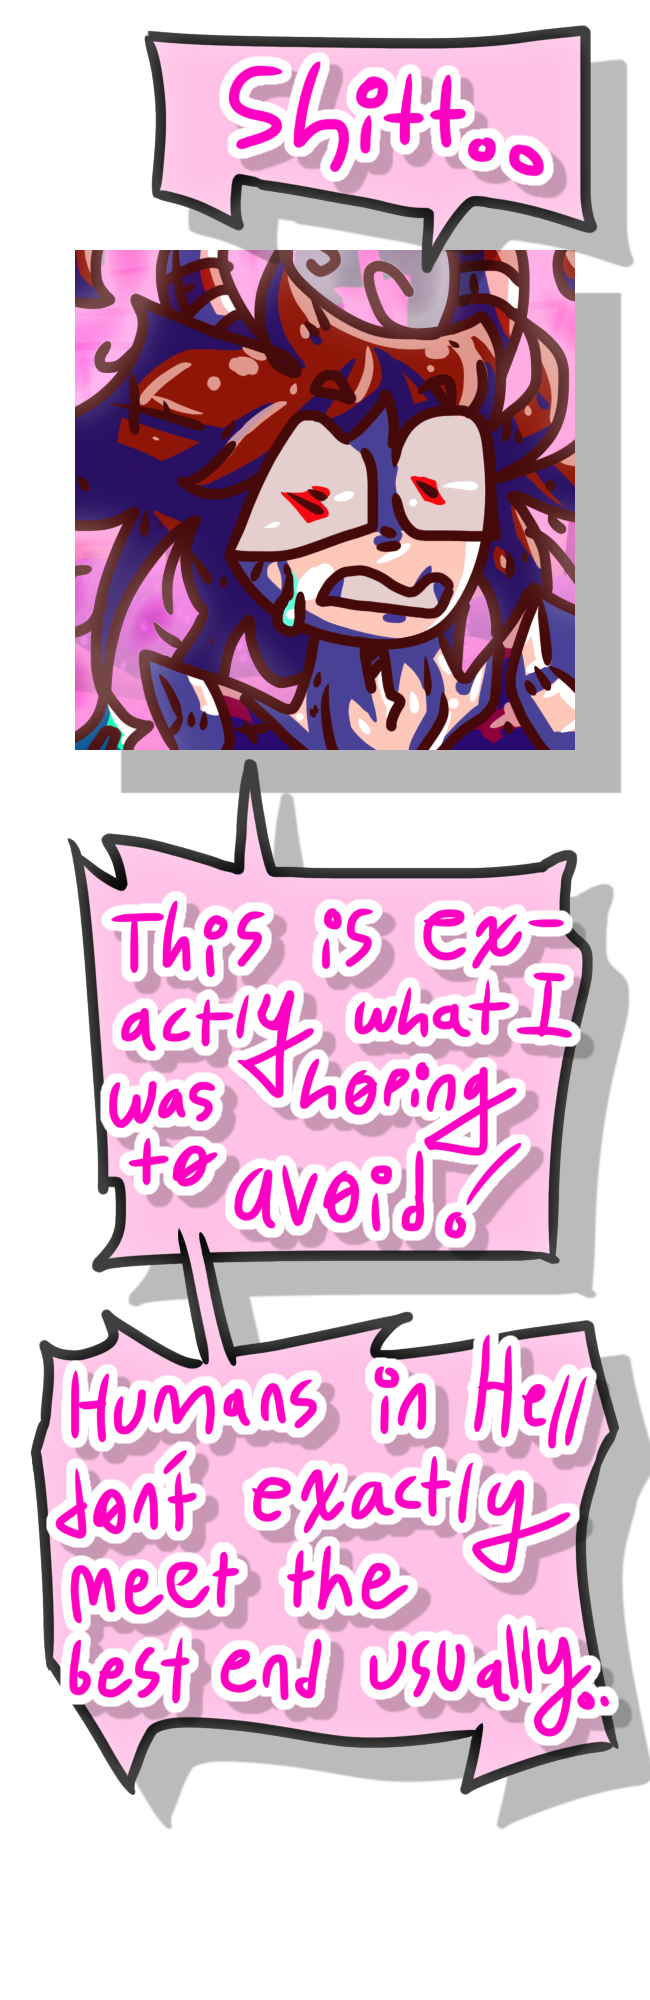 Shitt..
This is ex-
actly what I
was hoping
to avoid!
Humans in Hell
don't exactly
meet the
best end usually..